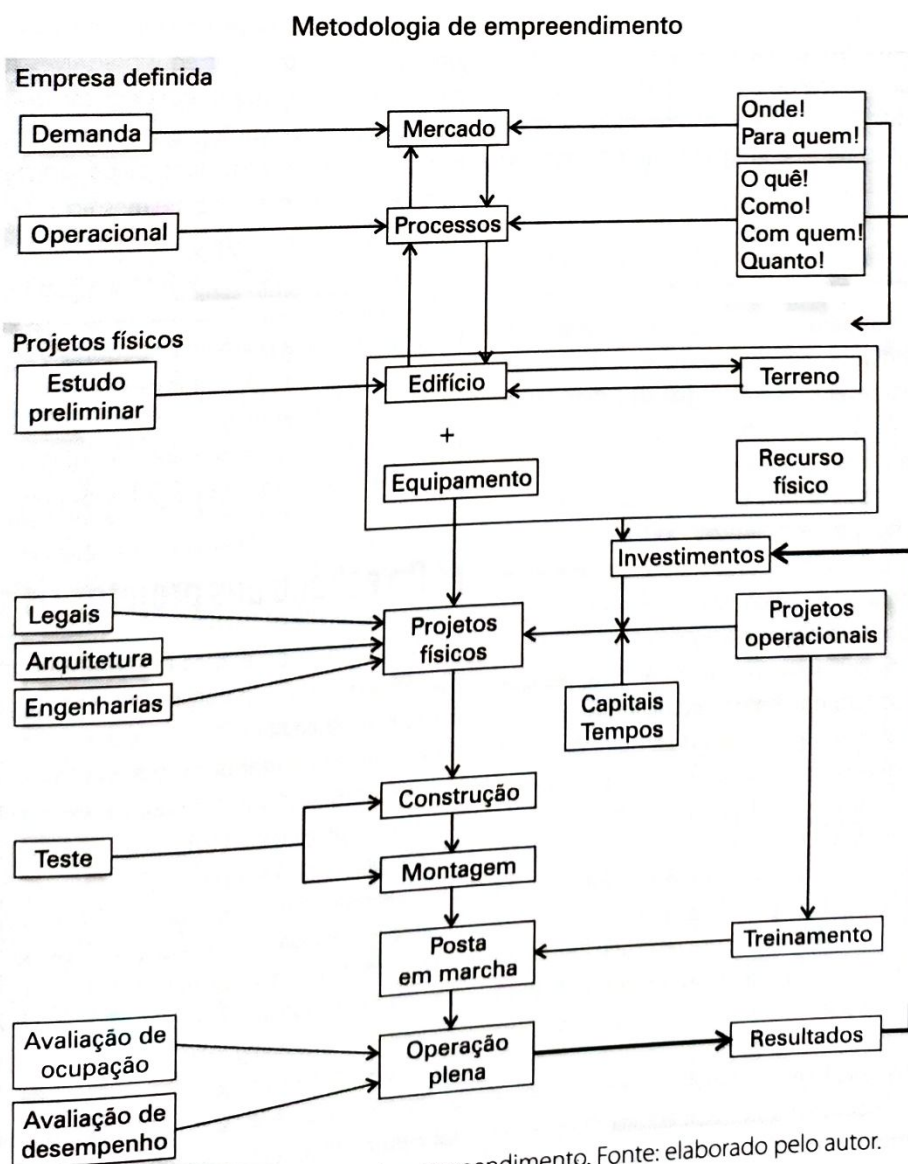 Metodologia de empreendimento
Empresa definida
Demanda
Mercado
Onde!
Para quem!
Operacional
Processos
O quê!
Como!
Com quem!
Quanto!
Projetos físicos
Estudo
preliminar
Edifício
Terreno
+
Equipamento
Recurso
físico
Investimentos
Legais
Arquitetura
Engenharias
Projetos
físicos
Projetos
operacionais
Capitais
Tempos
Construção
Teste
Montagem
Posta
em marcha
Treinamento
Avaliação de
ocupação
Operação
plena
Resultados
Avaliação de
desempenho
Fonte: elaborado pelo autor.